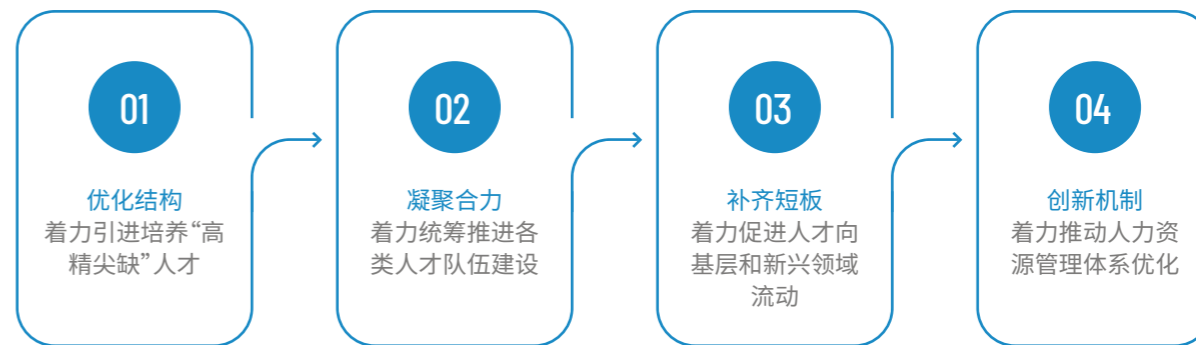 01
优化结构
着力引进培养“高
精尖缺”人才
02
凝聚合力
着力统筹推进各
类人才队伍建设
03
补齐短板
着力促进人才向
基层和新兴领域
流动
04
创新机制
着力推动人力资
源管理体系优化